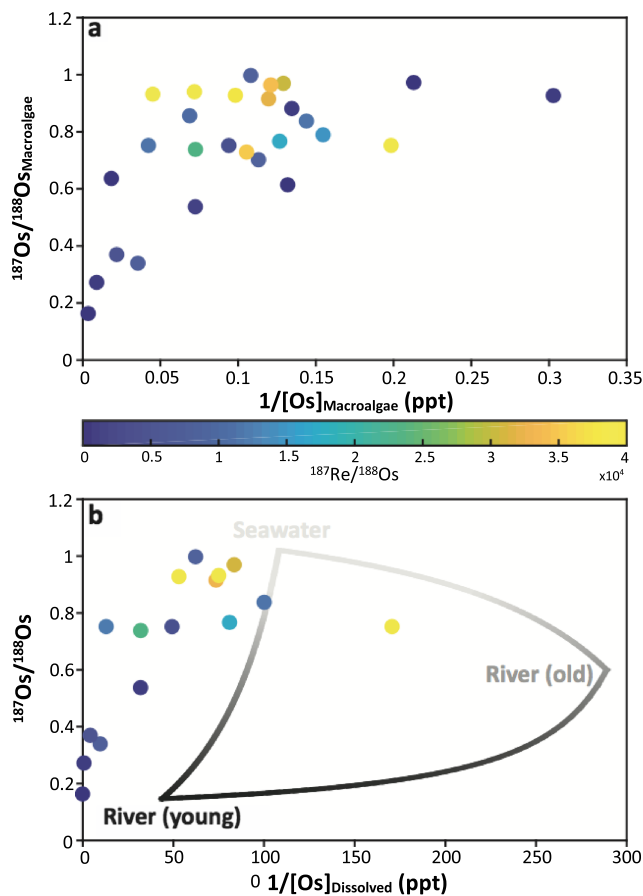 a
1.2
1
0.8
0.6
0.4
0.2
0
¹⁸⁷Os/¹⁸⁸Os_Macroalgae
0 0.05 0.1 0.15 0.2 0.25 0.3 0.35
1/[Os]_Macroalgae (ppt)
0 0.5 1 1.5 2 2.5 3 3.5 4
¹⁸⁷Re/¹⁸⁸Os
x10⁴
b
1.2
1
0.8
0.6
0.4
0.2
0
¹⁸⁷Os/¹⁸⁸Os
Seawater
River (old)
River (young)
0 50 100 150 200 250 300
0 1/[Os]_Dissolved (ppt)